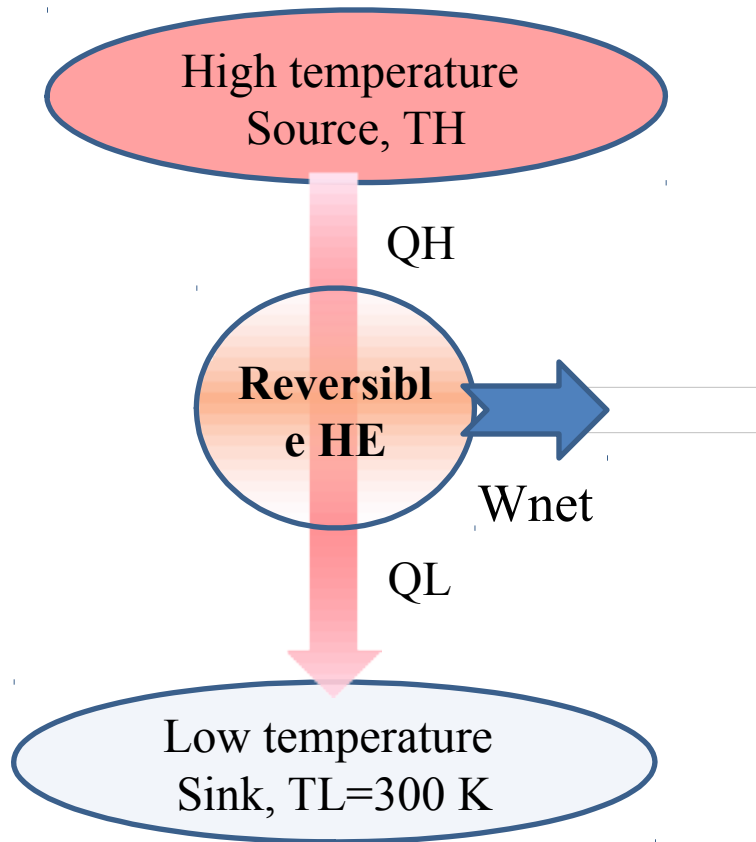 High temperature
Source, TH
QH
Reversibl
e HE
Wnet
QL
Low temperature
Sink, TL=300 K